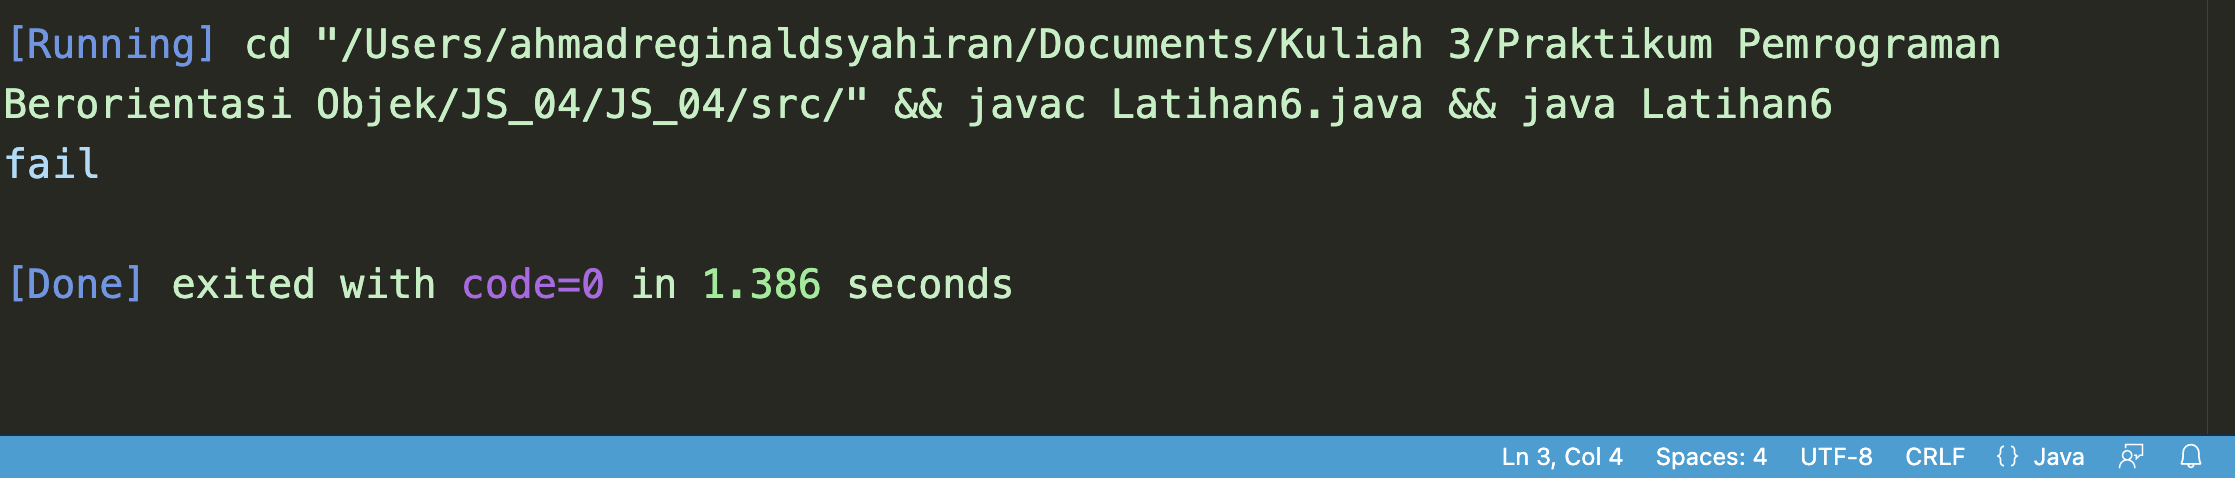 [Running] cd "/Users/ahmadreginaldsyahiran/Documents/Kuliah 3/Praktikum Pemrograman
Berorientasi Objek/JS_04/JS_04/src/" && javac Latihan6.java && java Latihan6
fail
[Done] exited with code=0 in 1.386 seconds
Ln 3, Col 4 Spaces: 4 UTF-8 CRLF {} Java